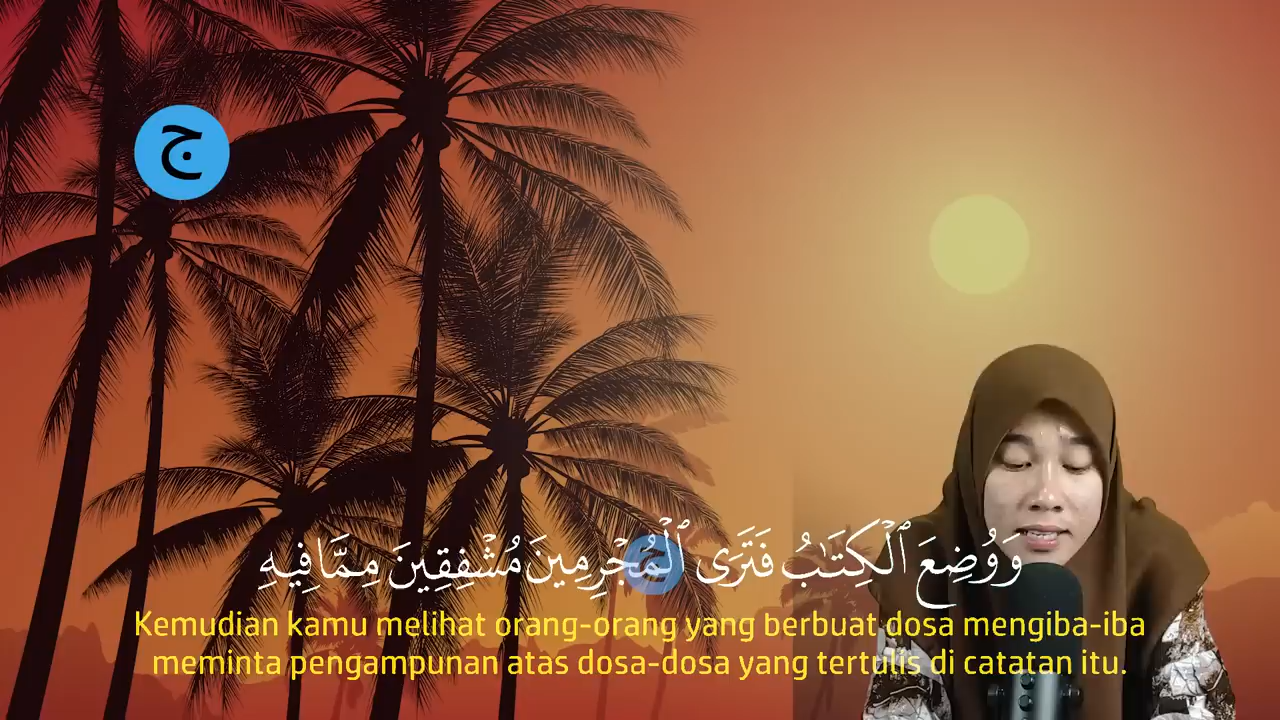 ج
وَوُضِعَ ٱلْكِتَـٰبُ فَتَرَى ٱلْمُجْرِمِينَ مُشْفِقِينَ مِمَّا فِيهِ
Kemudian kamu melihat orang-orang yang berbuat dosa mengiba-iba
meminta pengampunan atas dosa-dosa yang tertulis di catatan itu.